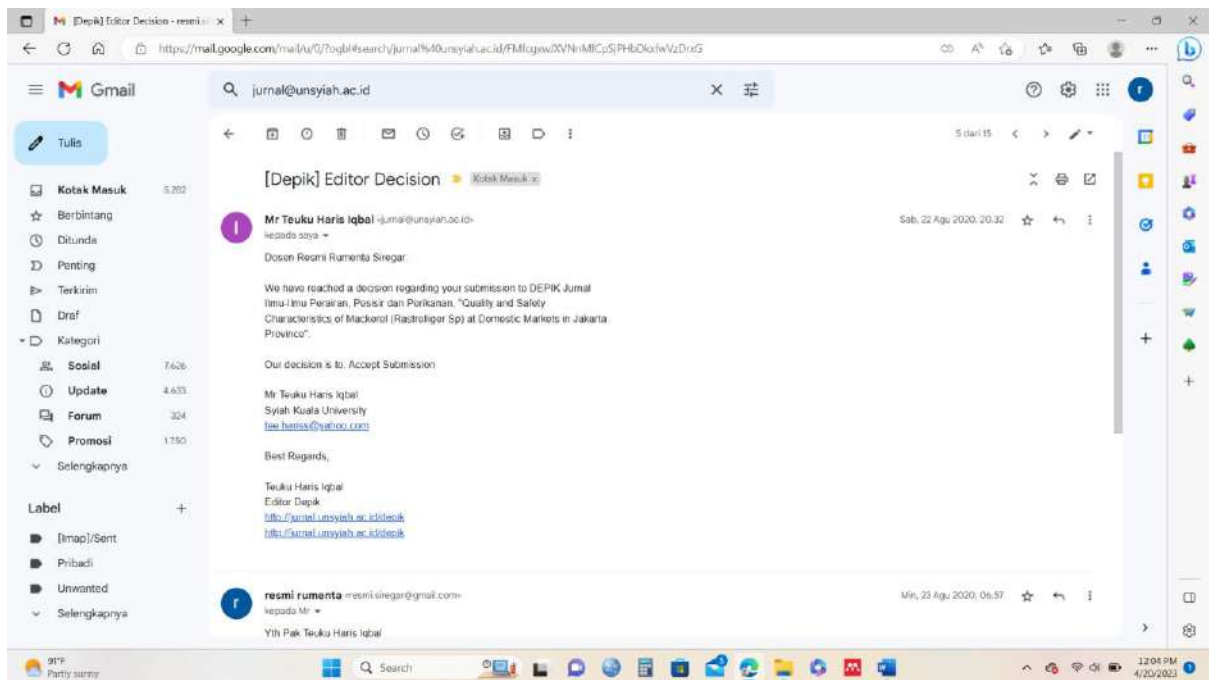 [Depik] Editor Decision - resmi.si
https://mail.google.com/mail/u/0/?ogbl#search/jurnal%40unsyiah.ac.id/
Gmail
jurnal@unsyiah.ac.id
Tulis
5 dari 15
Kotak Masuk 5.202
Berbintang
Ditunda
Penting
Terkirim
Draf
Kategori
Sosial 7.626
Update 4.633
Forum 324
Promosi 1.750
Selengkapnya
Label
[Imap]/Sent
Pribadi
Unwanted
Selengkapnya
[Depik] Editor Decision
Kotak Masuk x
Mr Teuku Haris Iqbal <jurnal@unsyiah.ac.id>
Sab, 22 Agu 2020, 20.32
kepada saya
Dosen Resmi Rumenta Siregar:
We have reached a decision regarding your submission to DEPIK Jurnal
Ilmu-Ilmu Perairan, Pesisir dan Perikanan, "Quality and Safety
Characteristics of Mackerel (Rastrolliger Sp) at Domestic Markets in Jakarta
Province".
Our decision is to: Accept Submission
Mr Teuku Haris Iqbal
Syiah Kuala University
tee.hariss@yahoo.com
Best Regards,
Teuku Haris Iqbal
Editor Depik
http://jurnal.unsyiah.ac.id/depik
http://jurnal.unsyiah.ac.id/depik
resmi rumenta <resmi.siregar@gmail.com>
Min, 23 Agu 2020, 06.57
kepada Mr
Yth Pak Teuku Haris Iqbal
91°F
Partly sunny
Search
12:04 PM
4/20/2023